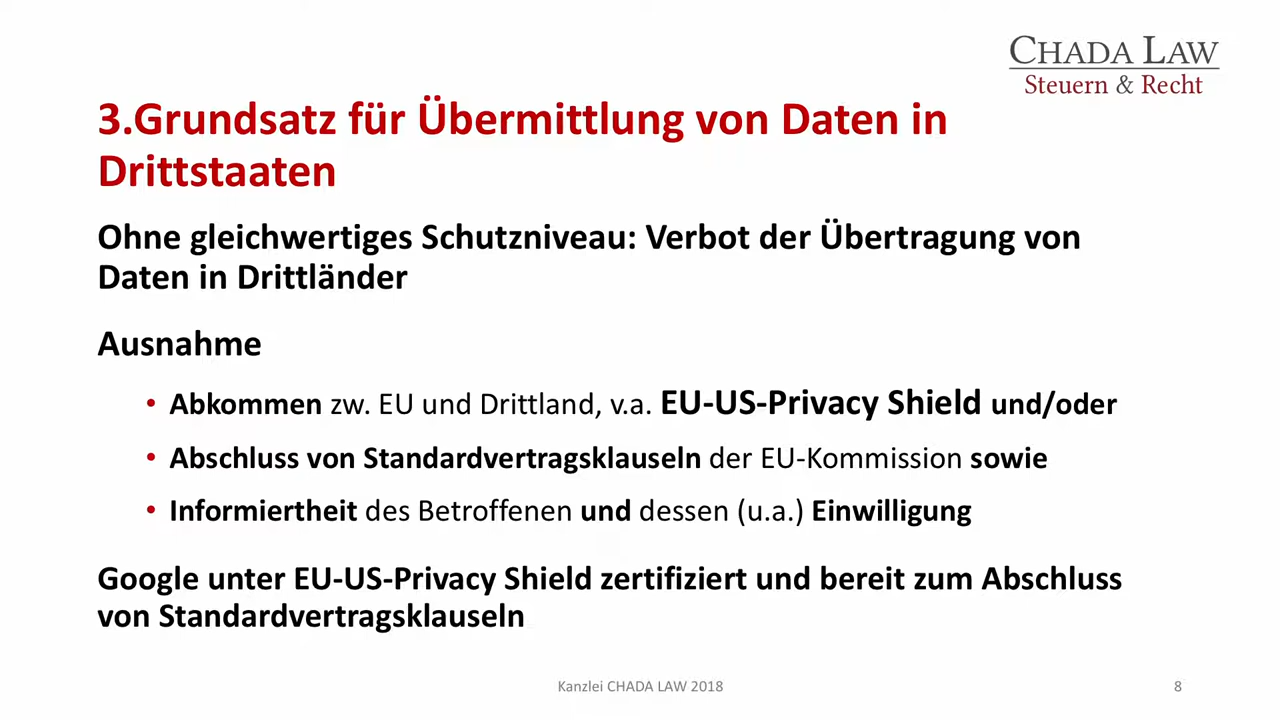 CHADA LAW
Steuern & Recht
3.Grundsatz für Übermittlung von Daten in
Drittstaaten
Ohne gleichwertiges Schutzniveau: Verbot der Übertragung von
Daten in Drittländer
Ausnahme
• Abkommen zw. EU und Drittland, v.a. EU-US-Privacy Shield und/oder
• Abschluss von Standardvertragsklauseln der EU-Kommission sowie
• Informiertheit des Betroffenen und dessen (u.a.) Einwilligung
Google unter EU-US-Privacy Shield zertifiziert und bereit zum Abschluss
von Standardvertragsklauseln
Kanzlei CHADA LAW 2018
8